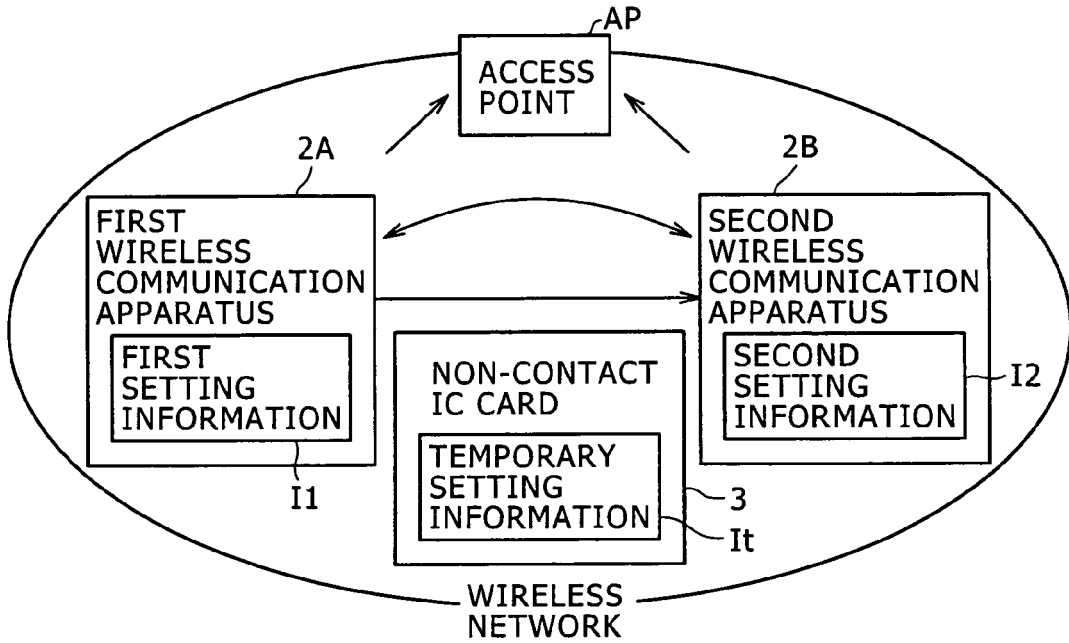 AP
ACCESS
POINT
2A
2B
FIRST
WIRELESS
COMMUNICATION
APPARATUS
FIRST
SETTING
INFORMATION
I1
SECOND
WIRELESS
COMMUNICATION
APPARATUS
SECOND
SETTING
INFORMATION
I2
NON-CONTACT
IC CARD
TEMPORARY
SETTING
INFORMATION
3
It
WIRELESS
NETWORK